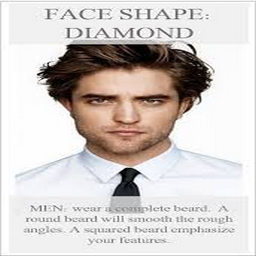 FACE SHAPE:
DIAMOND
MEN: wear a complete beard. A
round beard will smooth the rough
angles. A squared beard emphasize
your features.